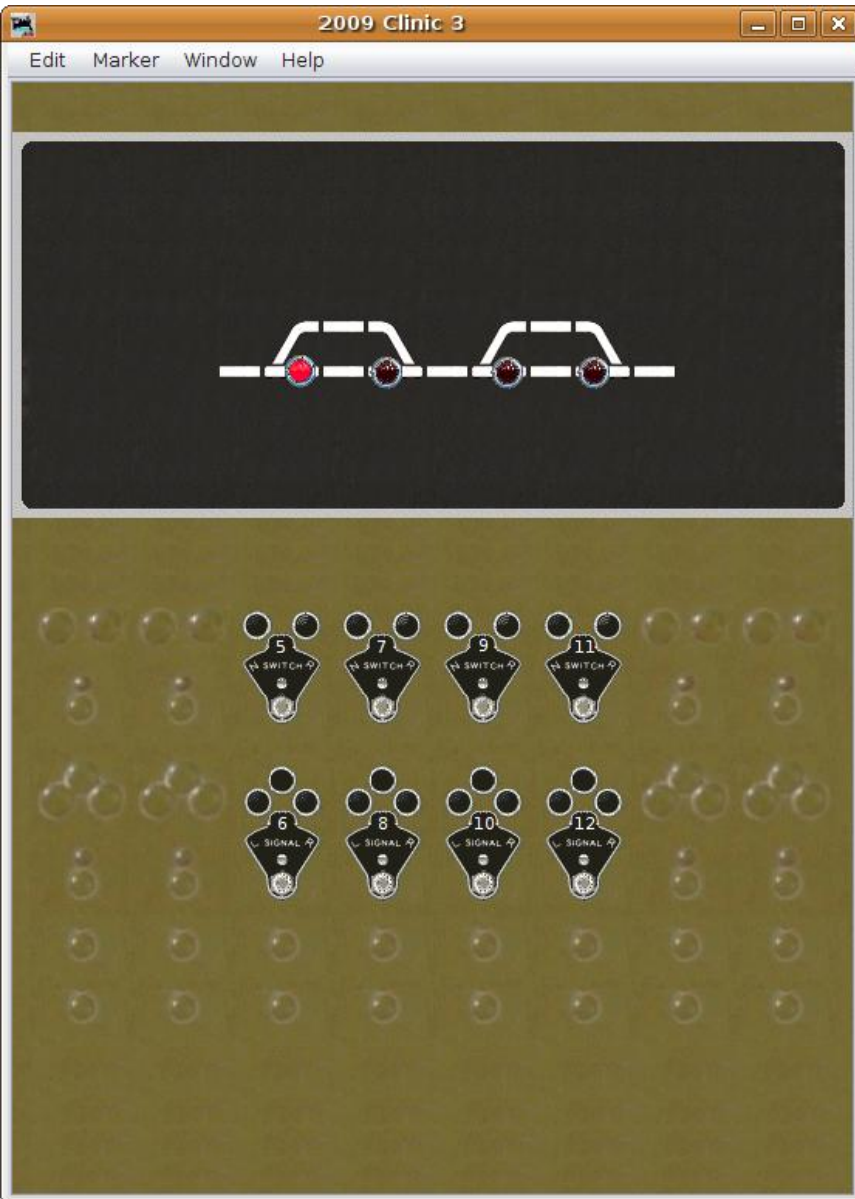 2009 Clinic 3
Edit Marker Window Help
5 7 9 11
N SWITCH R N SWITCH R N SWITCH R N SWITCH R
6 8 10 12
L SIGNAL R L SIGNAL R L SIGNAL R L SIGNAL R